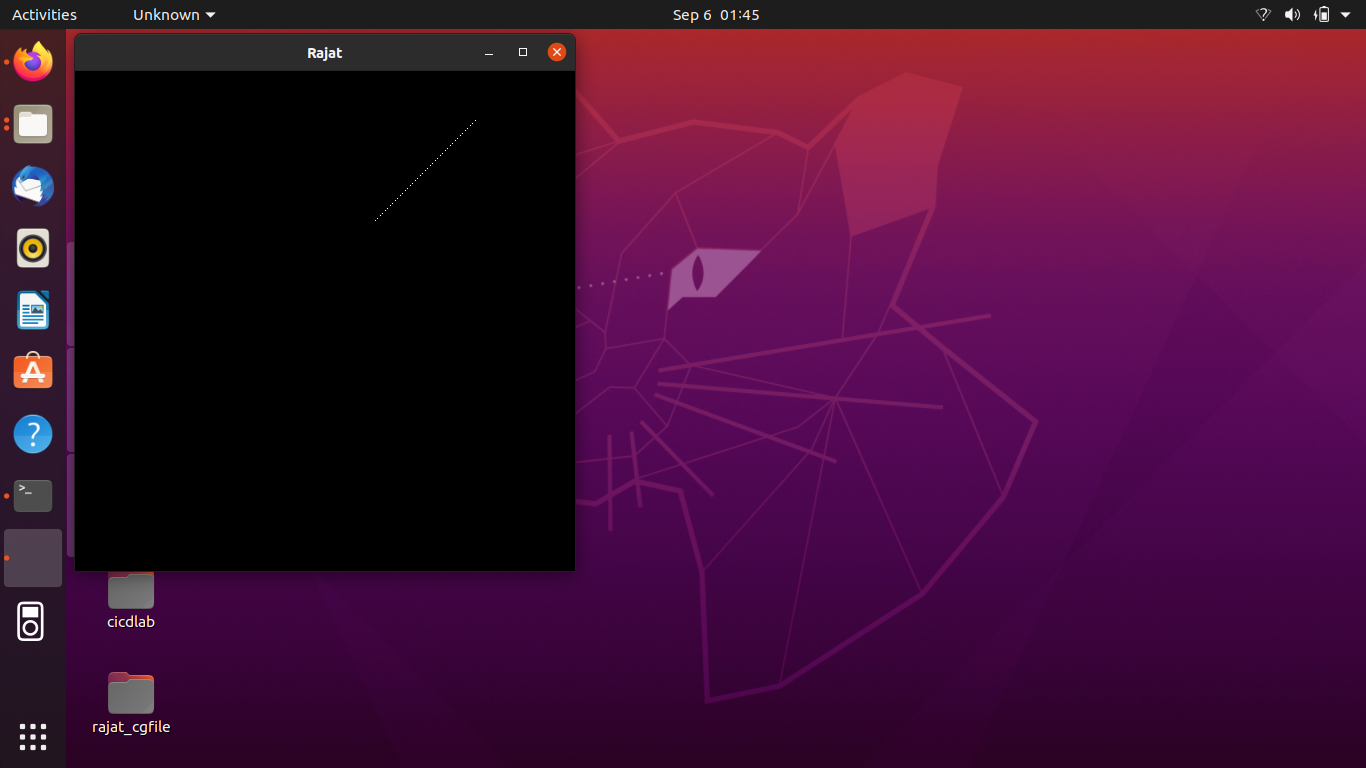 Activities
Unknown
Sep 6 01:45
Rajat
cicdlab
rajat_cgfile